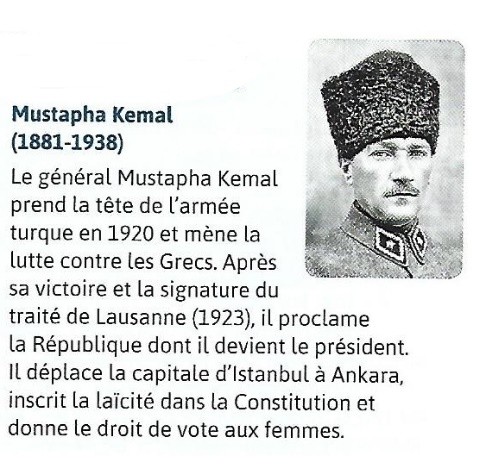 Mustapha Kemal
(1881-1938)
Le général Mustapha Kemal
prend la tête de l'armée
turque en 1920 et mène la
lutte contre les Grecs. Après
sa victoire et la signature du
traité de Lausanne (1923), il proclame
la République dont il devient le président.
Il déplace la capitale d'Istanbul à Ankara,
inscrit la laïcité dans la Constitution et
donne le droit de vote aux femmes.